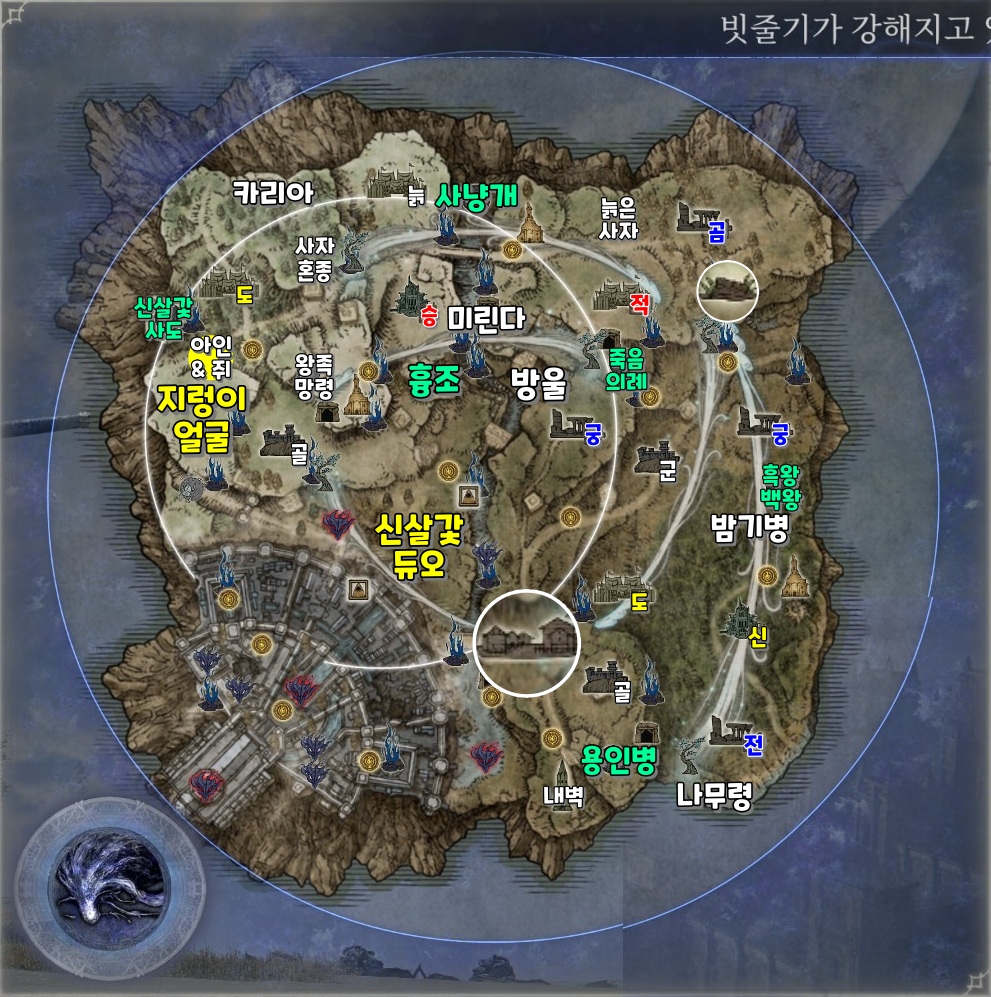 빗줄기가 강해지고
카리아
늙
사냥개
늙은
사자
곰
사자
혼종
도
신살갗
사도
승
미린다
적
아인
& 쥐
왕족
망령
흉조
방울
죽음
의례
지렁이
얼굴
골
궁
군
궁
흑왕
백왕
밤기병
신살갗
듀오
도
신
골
전
용인병
내벽
나무령